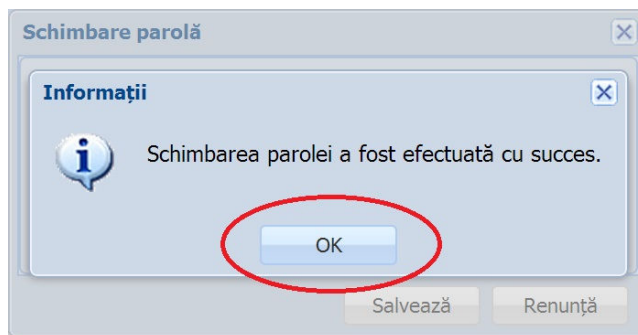 Schimbare parolă
Informații
Schimbarea parolei a fost efectuată cu succes.
OK
Salvează Renunță